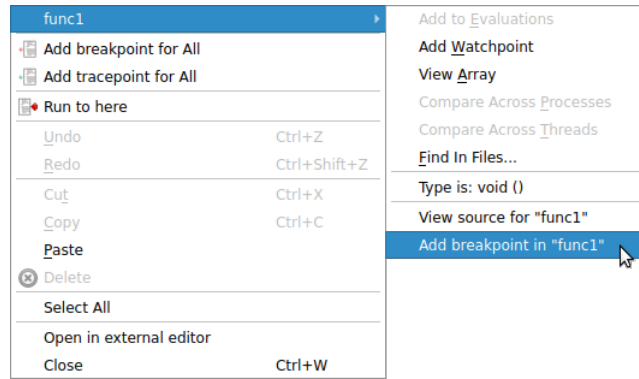 func1
Add breakpoint for All
Add tracepoint for All
Run to here
Undo Ctrl+Z
Redo Ctrl+Shift+Z
Cut Ctrl+X
Copy Ctrl+C
Paste
Delete
Select All
Open in external editor
Close Ctrl+W
Add to Evaluations
Add Watchpoint
View Array
Compare Across Processes
Compare Across Threads
Find In Files...
Type is: void ()
View source for "func1"
Add breakpoint in "func1"